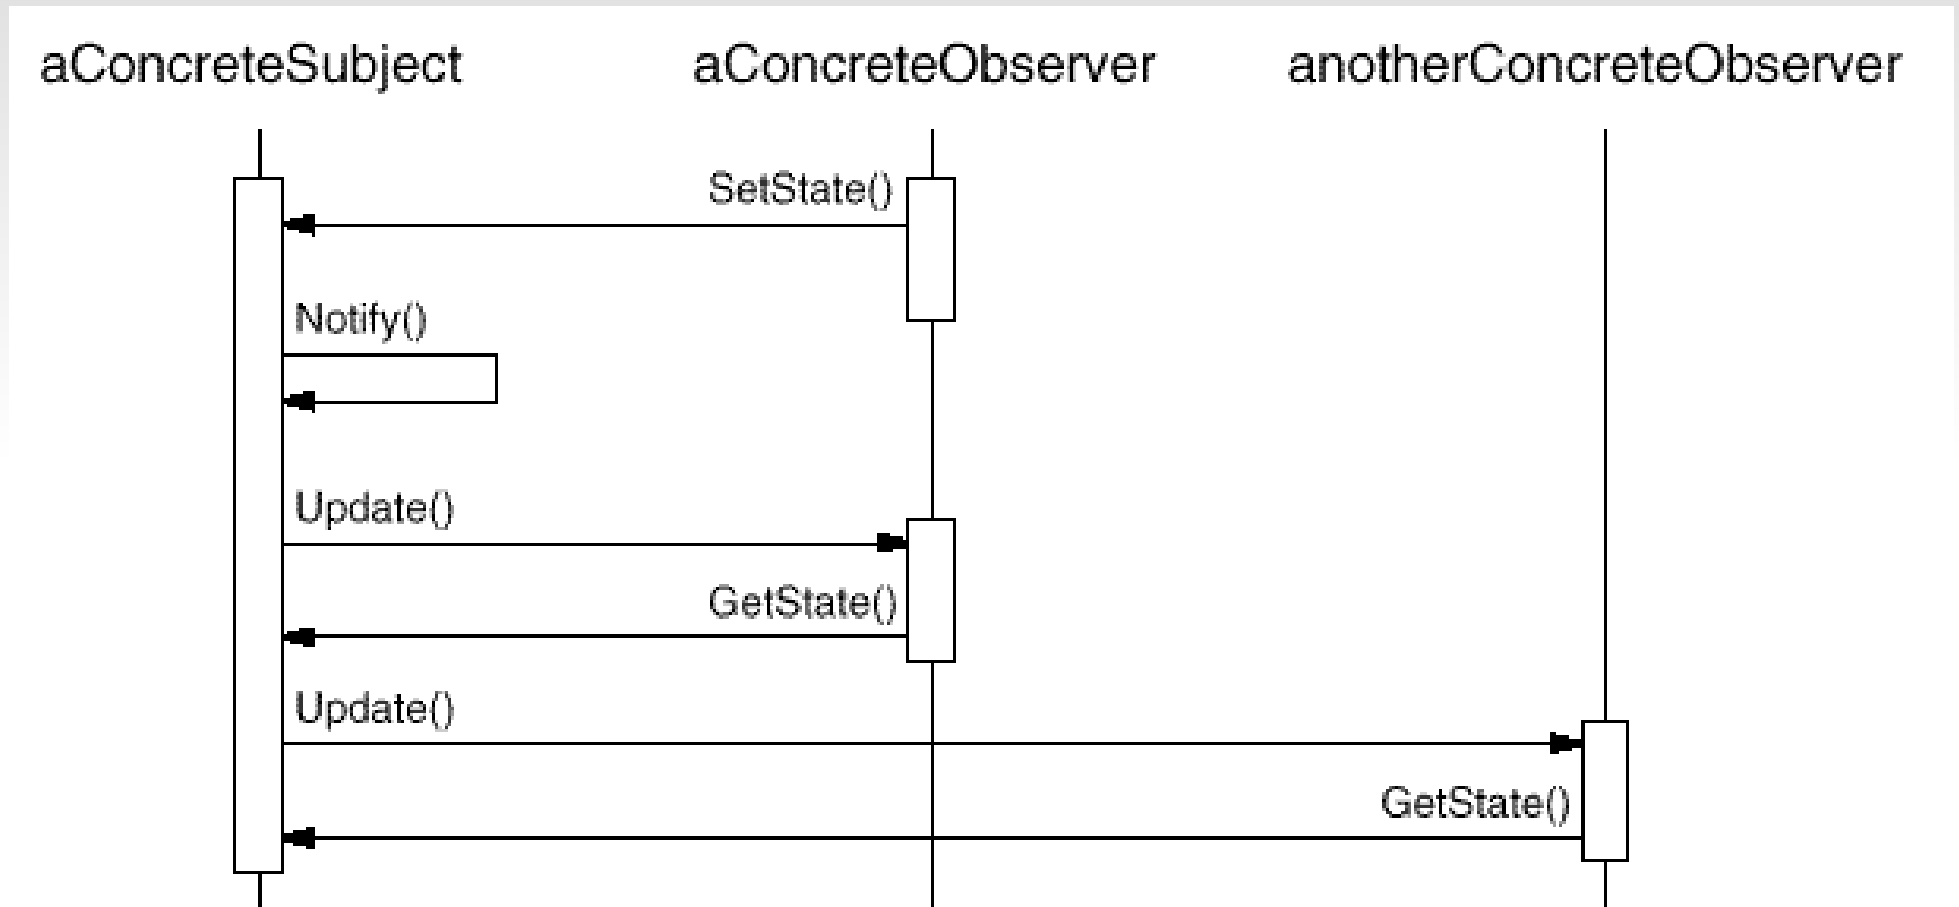 aConcreteSubject
aConcreteObserver
anotherConcreteObserver
SetState()
Notify()
Update()
GetState()
Update()
GetState()